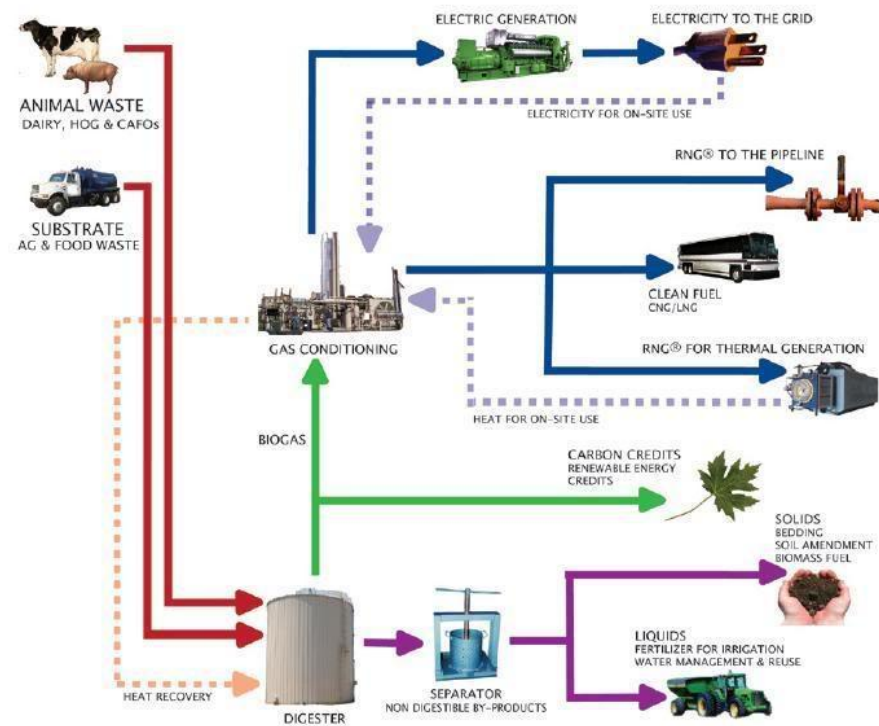 ELECTRIC GENERATION
ELECTRICITY TO THE GRID
ANIMAL WASTE
DAIRY, HOG & CAFOs
ELECTRICITY FOR ON-SITE USE
RNG® TO THE PIPELINE
SUBSTRATE
AG & FOOD WASTE
CLEAN FUEL
CNG/LNG
GAS CONDITIONING
RNG® FOR THERMAL GENERATION
HEAT FOR ON-SITE USE
BIOGAS
CARBON CREDITS
RENEWABLE ENERGY
CREDITS
SOLIDS
BEDDING
SOIL AMENDMENT
BIOMASS FUEL
LIQUIDS
FERTILIZER FOR IRRIGATION
WATER MANAGEMENT & REUSE
HEAT RECOVERY
DIGESTER
SEPARATOR
NON DIGESTIBLE BY-PRODUCTS